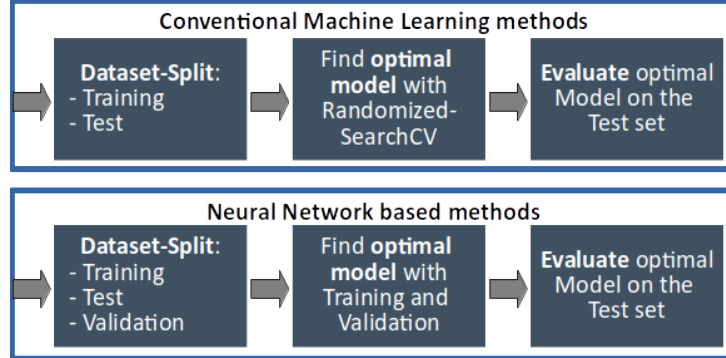 Conventional Machine Learning methods
Dataset-Split:
- Training
- Test
Find optimal
model with
Randomized-
SearchCV
Evaluate optimal
Model on the
Test set
Neural Network based methods
Dataset-Split:
- Training
- Test
- Validation
Find optimal
model with
Training and
Validation
Evaluate optimal
Model on the
Test set